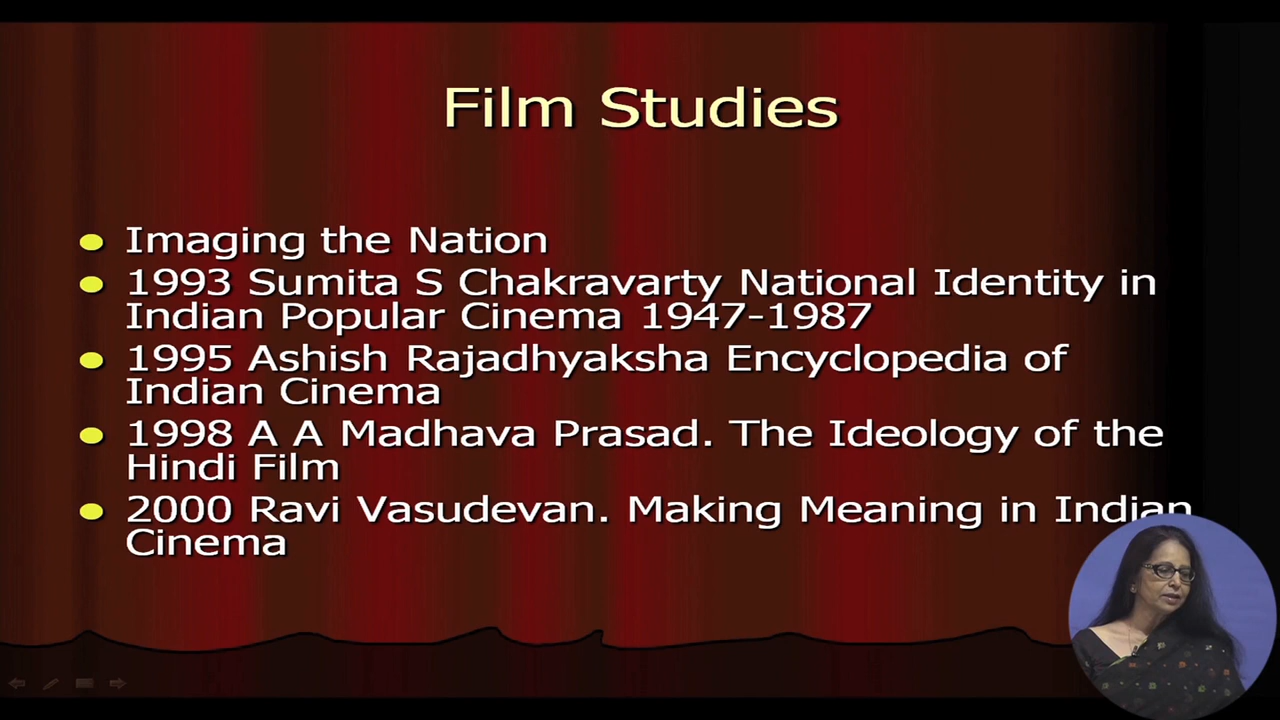 Film Studies
Imaging the Nation
1993 Sumita S Chakravarty National Identity in
Indian Popular Cinema 1947-1987
1995 Ashish Rajadhyaksha Encyclopedia of
Indian Cinema
1998 A A Madhava Prasad. The Ideology of the
Hindi Film
2000 Ravi Vasudevan. Making Meaning in Indian
Cinema